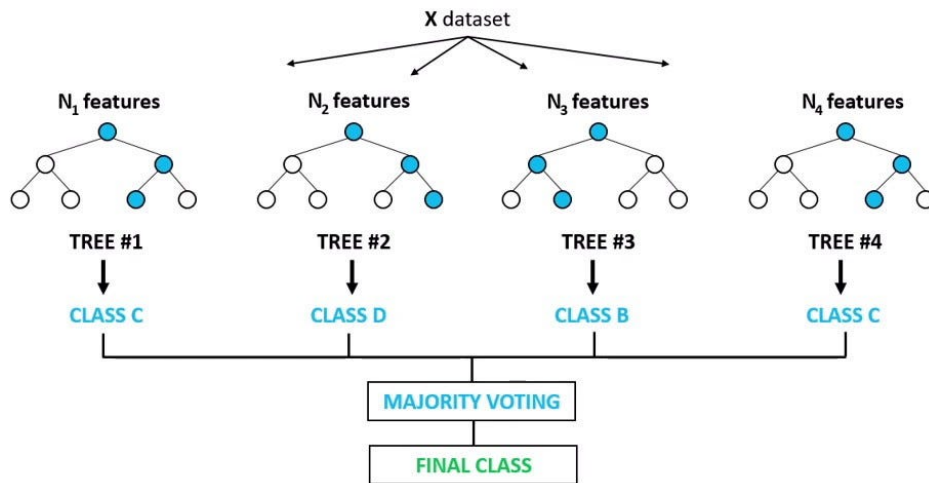 X dataset
N₁ features
N₂ features
N₃ features
N₄ features
TREE #1
TREE #2
TREE #3
TREE #4
CLASS C
CLASS D
CLASS B
CLASS C
MAJORITY VOTING
FINAL CLASS